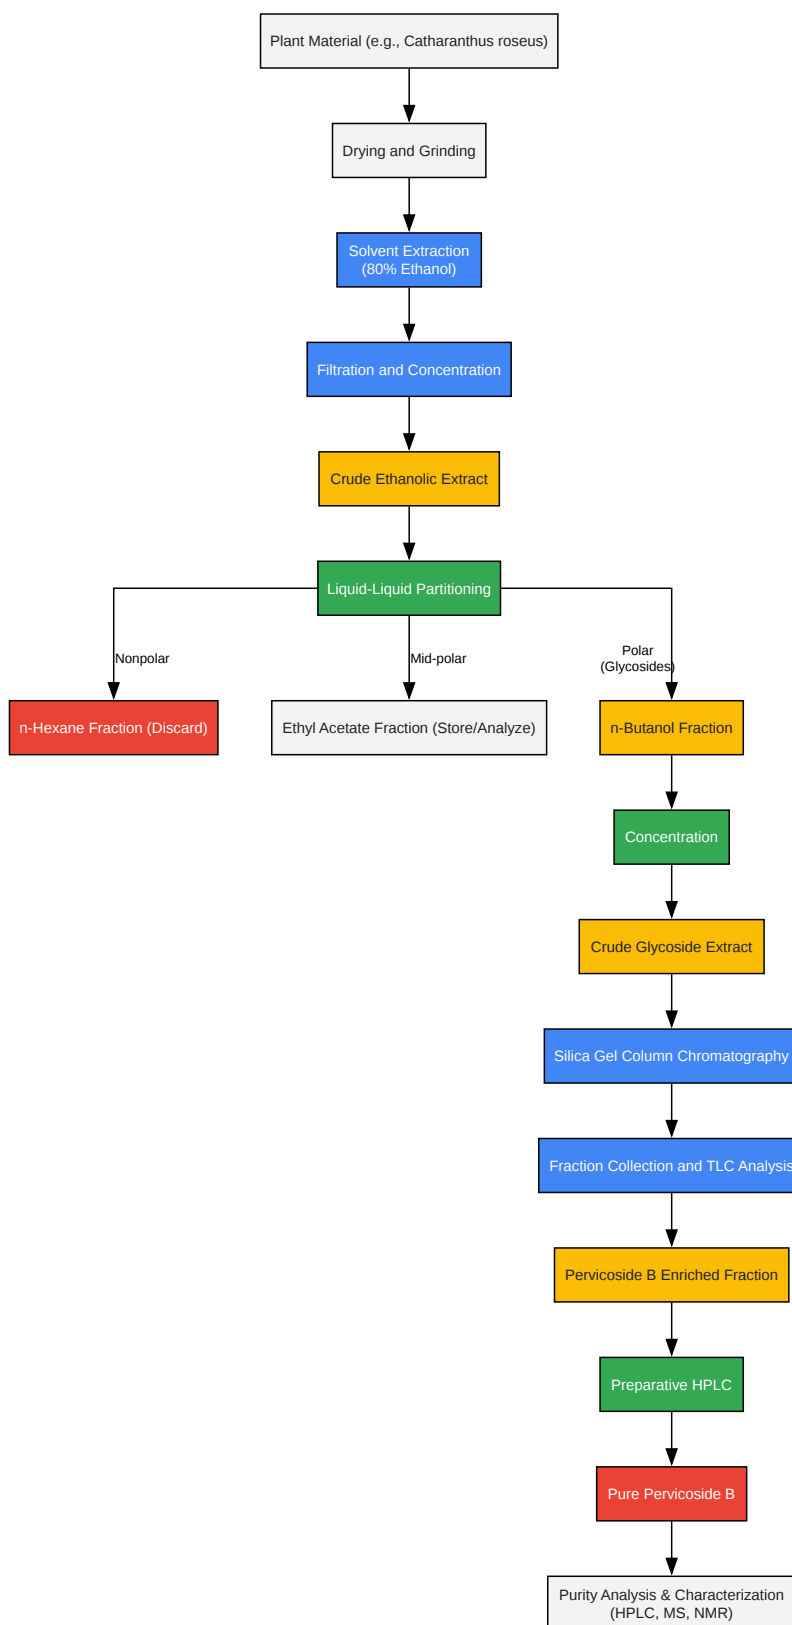 Plant Material (e.g., Catharanthus roseus)
Drying and Grinding
Solvent Extraction
(80% Ethanol)
Filtration and Concentration
Crude Ethanolic Extract
Liquid-Liquid Partitioning
Nonpolar
Mid-polar
Polar
(Glycosides)
n-Hexane Fraction (Discard)
Ethyl Acetate Fraction (Store/Analyze)
n-Butanol Fraction
Concentration
Crude Glycoside Extract
Silica Gel Column Chromatography
Fraction Collection and TLC Analysis
Pervicoside B Enriched Fraction
Preparative HPLC
Pure Pervicoside B
Purity Analysis & Characterization
(HPLC, MS, NMR)